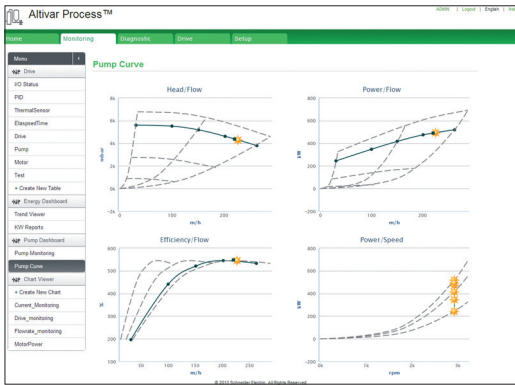 Altivar Process™
ADMIN | Logout | English |
Home Monitoring Diagnostic Drive Setup
Menu
Drive
I/O Status
PID
ThermalSensor
ElaspsedTime
Drive
Pump
Motor
Test
+ Create New Table
Energy Dashboard
Trend Viewer
KW Reports
Pump Dashboard
Pump Monitoring
Pump Curve
Chart Viewer
+ Create New Chart
Current_Monitoring
Drive_monitoring
Flowrate_monitoring
MotorPower
Pump Curve
Head/Flow
8k
6k
4k
2k
0k
-2k
0 100 200
m/h
Power/Flow
800
600
400
200
0
-200
kW
0 100 200
m/h
Efficiency/Flow
600
500
400
300
200
100
%
50 100 150 200 250
m/h
Power/Speed
800
600
400
200
0
-200
kW
0k 1k 2k 3k
rpm
© 2010 Schneider Electric. All Rights Reserved